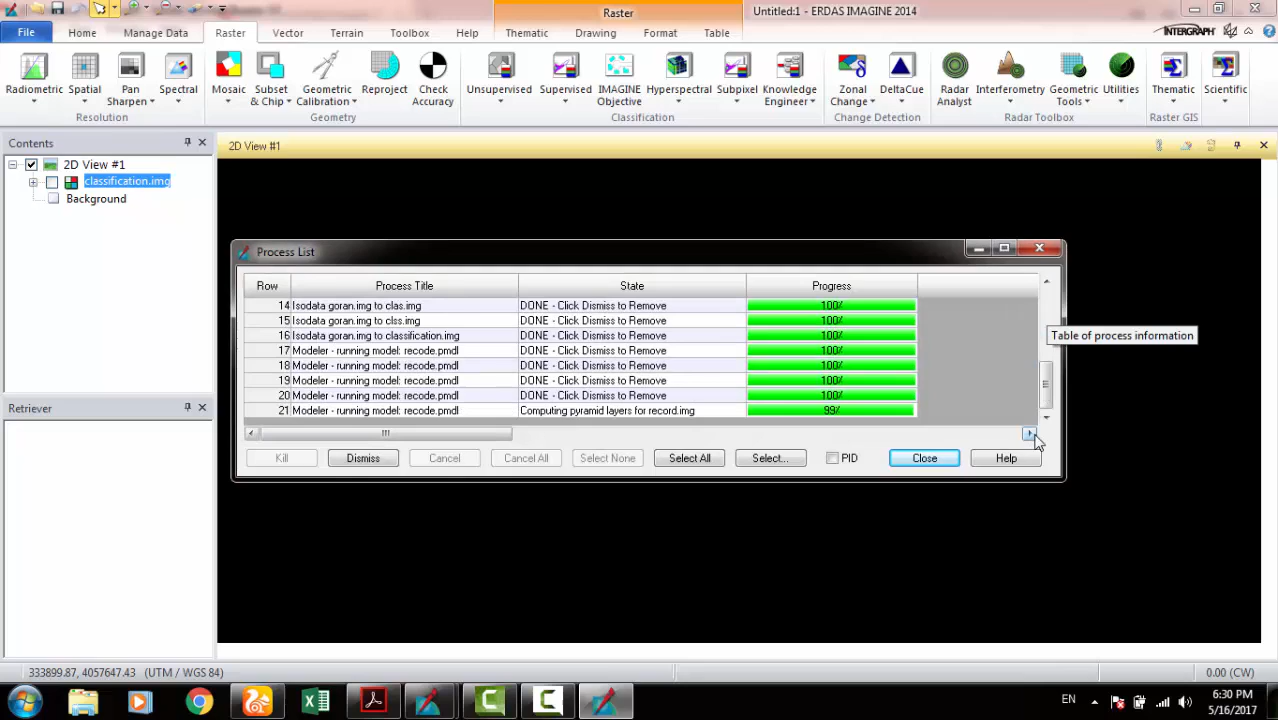 Raster
Untitled:1 - ERDAS IMAGINE 2014
File Home Manage Data Raster Vector Terrain Toolbox Help Thematic Drawing Format Table INTERGRAPH
Radiometric Spatial Pan Sharpen Spectral Mosaic Subset & Chip Geometric Calibration Reproject Check Accuracy Unsupervised Supervised IMAGINE Objective Hyperspectral Subpixel Knowledge Engineer Zonal Change DeltaCue Radar Analyst Interferometry Geometric Tools Utilities Thematic Scientific
Resolution Geometry Classification Change Detection Radar Toolbox Raster GIS
Contents
2D View #1
2D View #1
classification.img
Background
Process List
Row Process Title State Progress
14 Isodata goran.img to clas.img DONE - Click Dismiss to Remove 100%
15 Isodata goran.img to clss.img DONE - Click Dismiss to Remove 100%
16 Isodata goran.img to classification.img DONE - Click Dismiss to Remove 100%
17 Modeler - running model: recode.pmdl DONE - Click Dismiss to Remove 100%
18 Modeler - running model: recode.pmdl DONE - Click Dismiss to Remove 100%
19 Modeler - running model: recode.pmdl DONE - Click Dismiss to Remove 100%
20 Modeler - running model: recode.pmdl DONE - Click Dismiss to Remove 100%
21 Modeler - running model: recode.pmdl Computing pyramid layers for record.img 99%
Table of process information
Kill Dismiss Cancel Cancel All Select None Select All Select... PID Close Help
Retriever
333899.87, 4057647.43 (UTM / WGS 84)
0.00 (CW)
EN
6:30 PM
5/16/2017